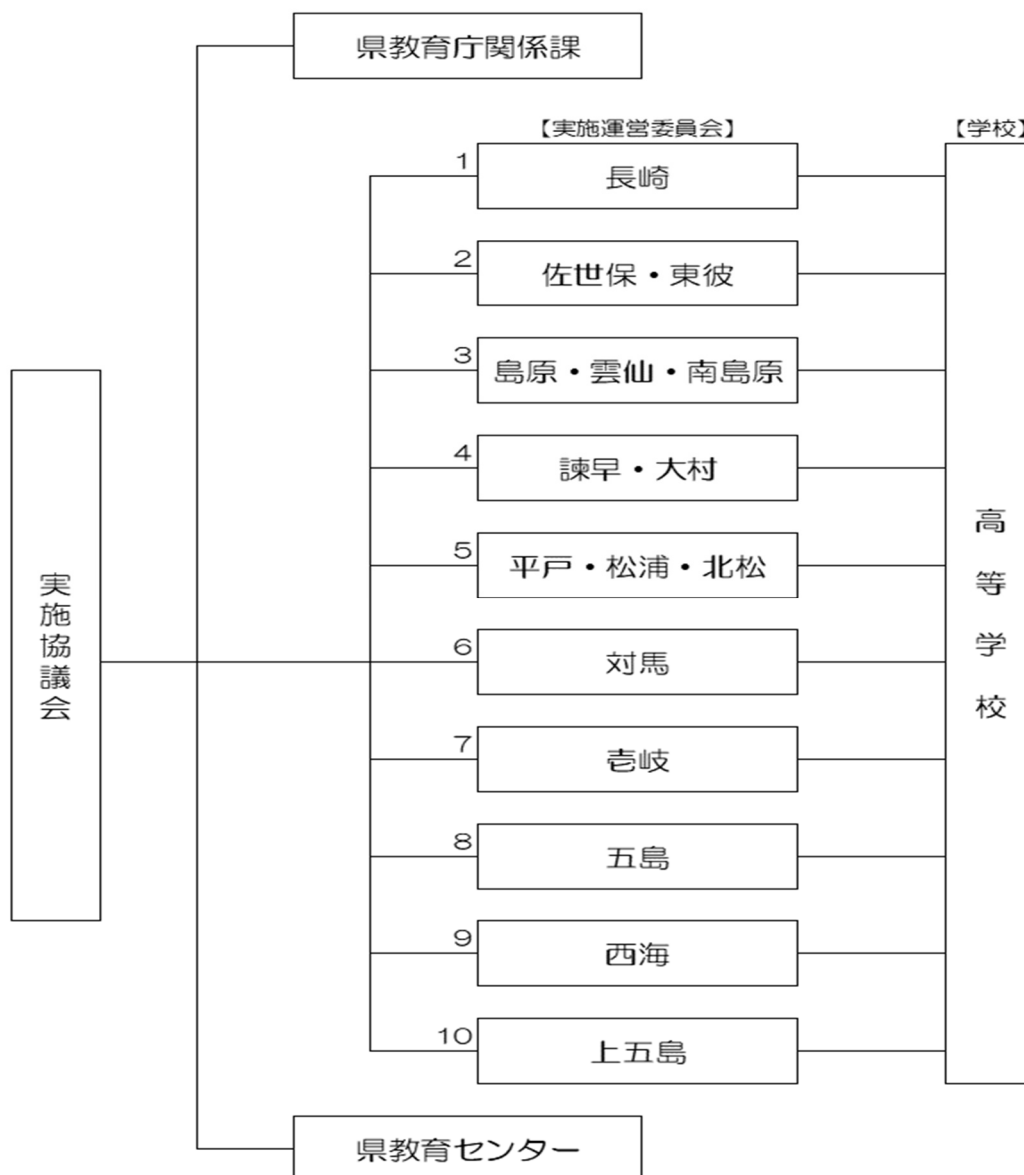 県教育庁関係課
【実施運営委員会】
【学校】
1
長崎
2
佐世保・東彼
3
島原・雲仙・南島原
4
諫早・大村
5
平戸・松浦・北松
6
対馬
7
壱岐
8
五島
9
西海
10
上五島
実施協議会
高等学校
県教育センター